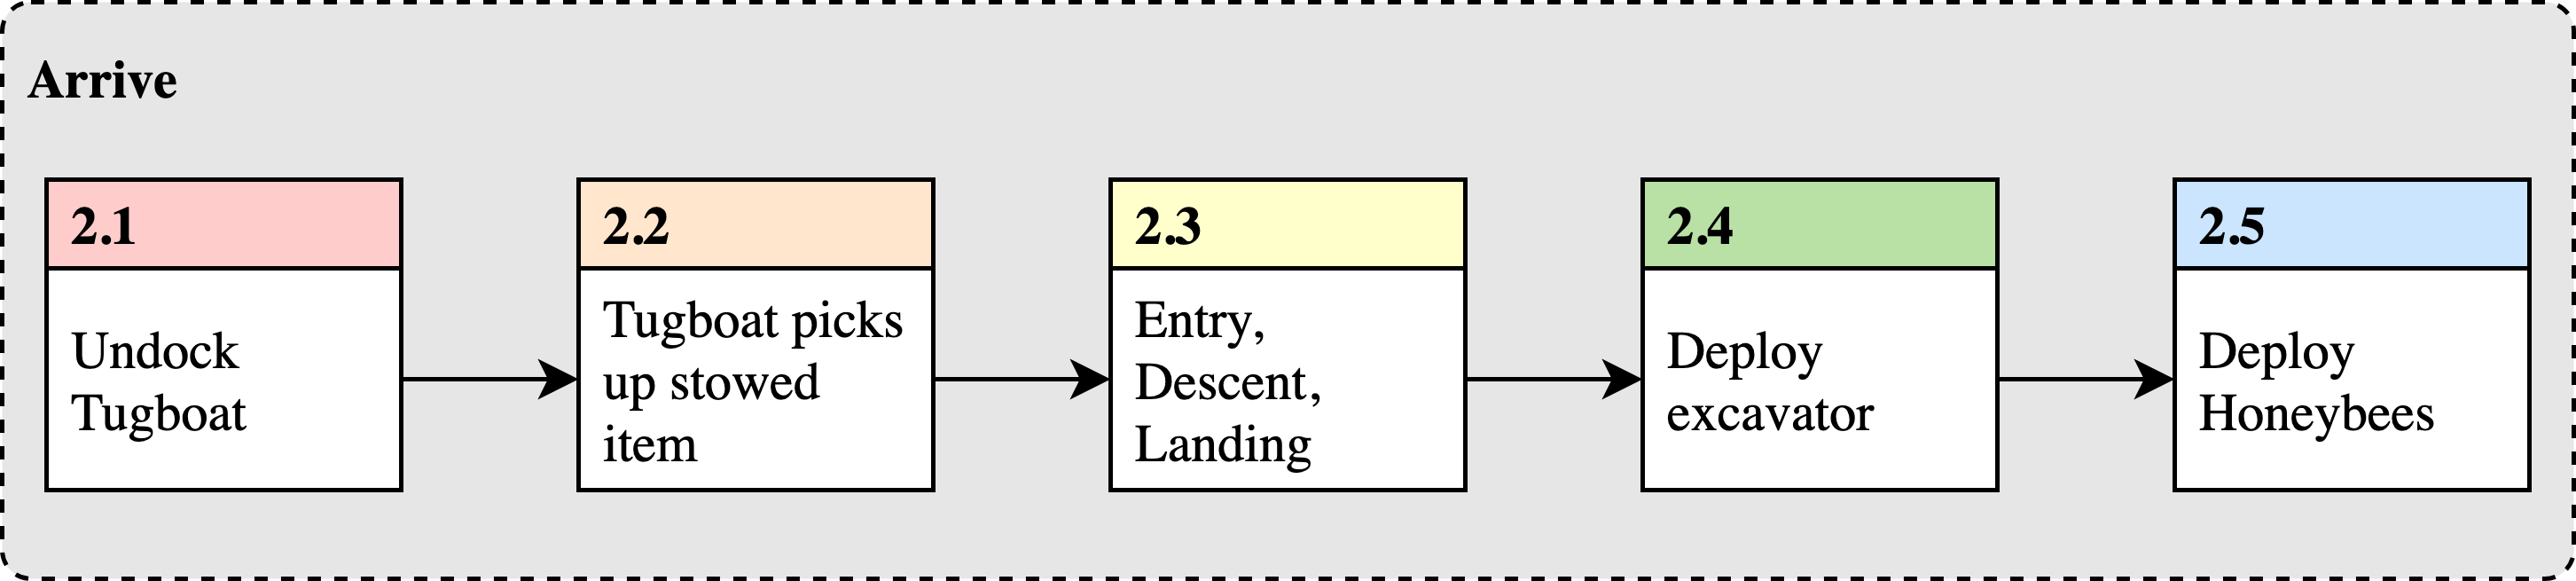 Arrive
2.1
Undock
Tugboat
2.2
Tugboat picks
up stowed
item
2.3
Entry,
Descent,
Landing
2.4
Deploy
excavator
2.5
Deploy
Honeybees